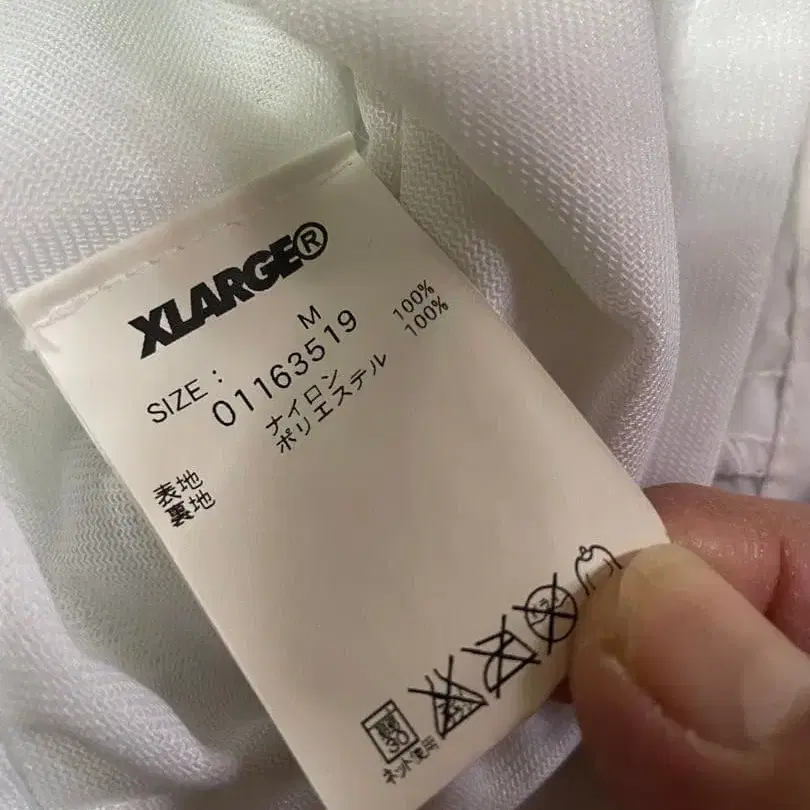 XLARGE®
SIZE : M
01163519
表地 ナイロン 100%
裏地 ポリエステル 100%
30
ネット使用